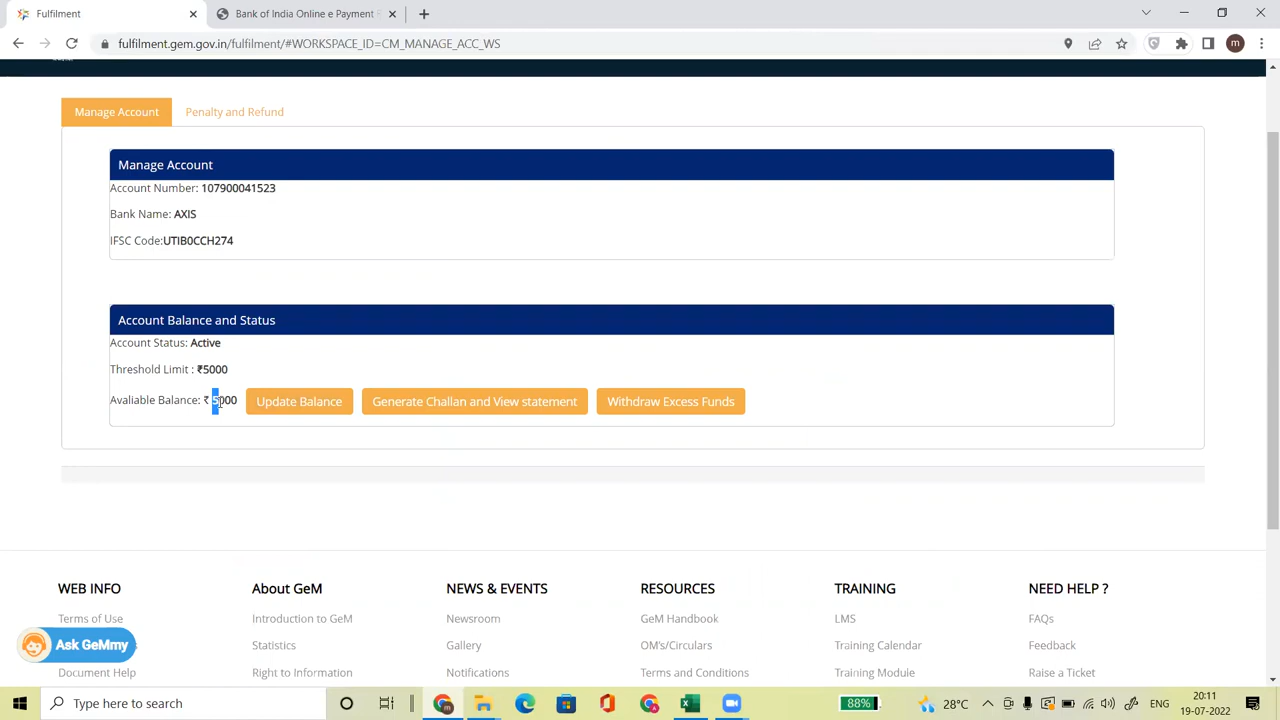 Fulfilment
Bank of India Online e Payment E
fulfilment.gem.gov.in/fulfilment/#WORKSPACE_ID=CM_MANAGE_ACC_WS
m
Manage Account
Penalty and Refund
Manage Account
Account Number: 107900041523
Bank Name: AXIS
IFSC Code:UTIB0CCH274
Account Balance and Status
Account Status: Active
Threshold Limit : ₹5000
Avaliable Balance: ₹ 5000 Update Balance Generate Challan and View statement Withdraw Excess Funds
WEB INFO About GeM NEWS & EVENTS RESOURCES TRAINING NEED HELP ?
Terms of Use Introduction to GeM Newsroom GeM Handbook LMS FAQs
Ask GeMmy Statistics Gallery OM's/Circulars Training Calendar Feedback
Document Help Right to Information Notifications Terms and Conditions Training Module Raise a Ticket
Type here to search
88%
28°C
ENG
20:11
19-07-2022